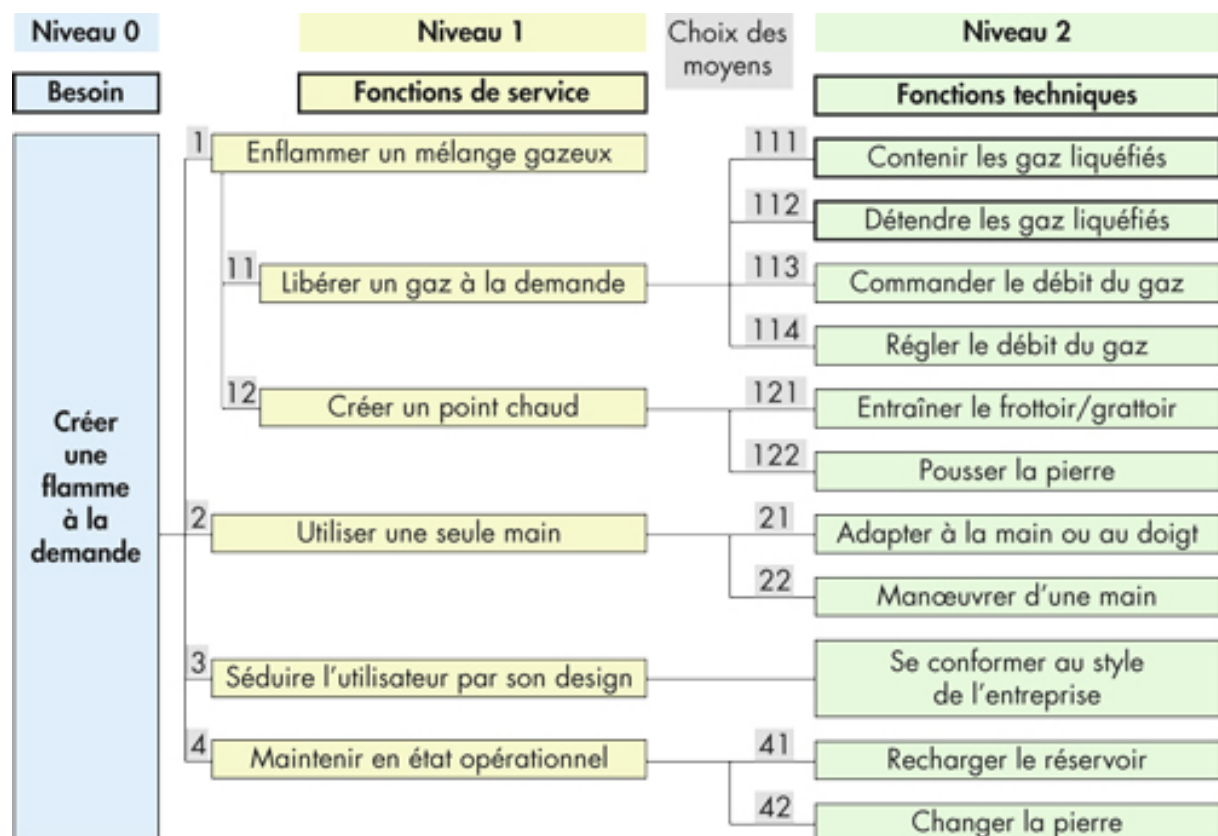 Niveau 0
Niveau 1
Choix des
moyens
Niveau 2
Besoin
Fonctions de service
Fonctions techniques
Créer
une
flamme
à la
demande
1
Enflammer un mélange gazeux
11
Libérer un gaz à la demande
111
Contenir les gaz liquéfiés
112
Détendre les gaz liquéfiés
113
Commander le débit du gaz
114
Régler le débit du gaz
12
Créer un point chaud
121
Entraîner le frottoir/grattoir
122
Pousser la pierre
2
Utiliser une seule main
21
Adapter à la main ou au doigt
22
Manœuvrer d'une main
3
Séduire l'utilisateur par son design
Se conformer au style
de l'entreprise
4
Maintenir en état opérationnel
41
Recharger le réservoir
42
Changer la pierre